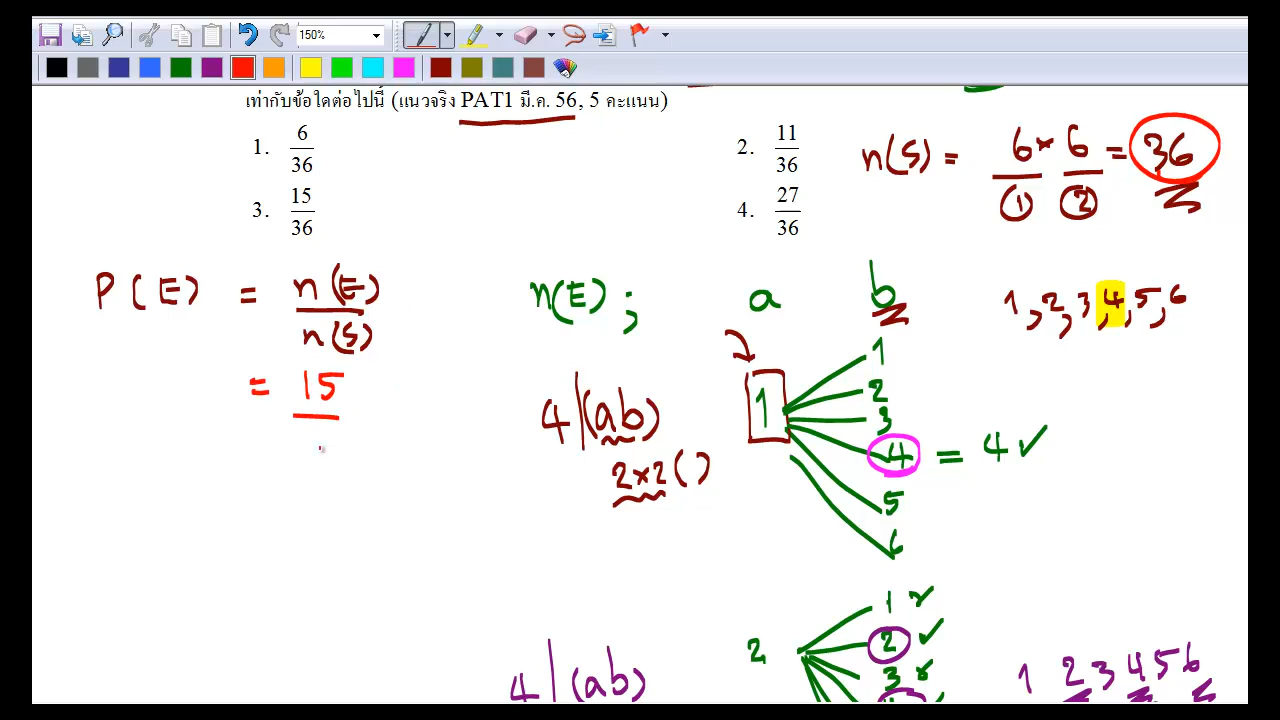 150%
เท่ากับข้อใดต่อไปนี้ (แนวจริง PAT1 มี.ค. 56, 5 คะแนน)
1. 6/36
2. 11/36
3. 15/36
4. 27/36
n(S) = 6 × 6 = 36
① ②
P(E) = n(E)/n(S)
= 15
n(E) ; a b
1, 2, 3, 4, 5, 6
4|(ab)
2×2( )
1
1
2
3
4 = 4 ✓
5
6
4|(ab)
2
1
2 ✓
3
1 2 3 4 5 6